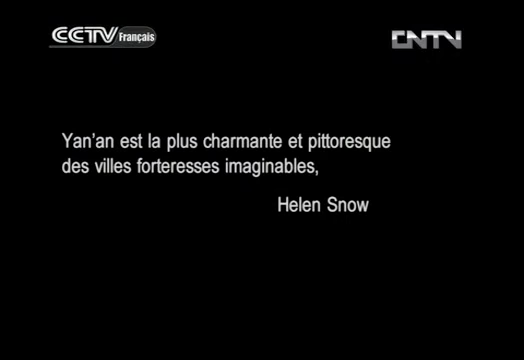 CCTV Français
CNTV
Yan'an est la plus charmante et pittoresque
des villes forteresses imaginables,
Helen Snow